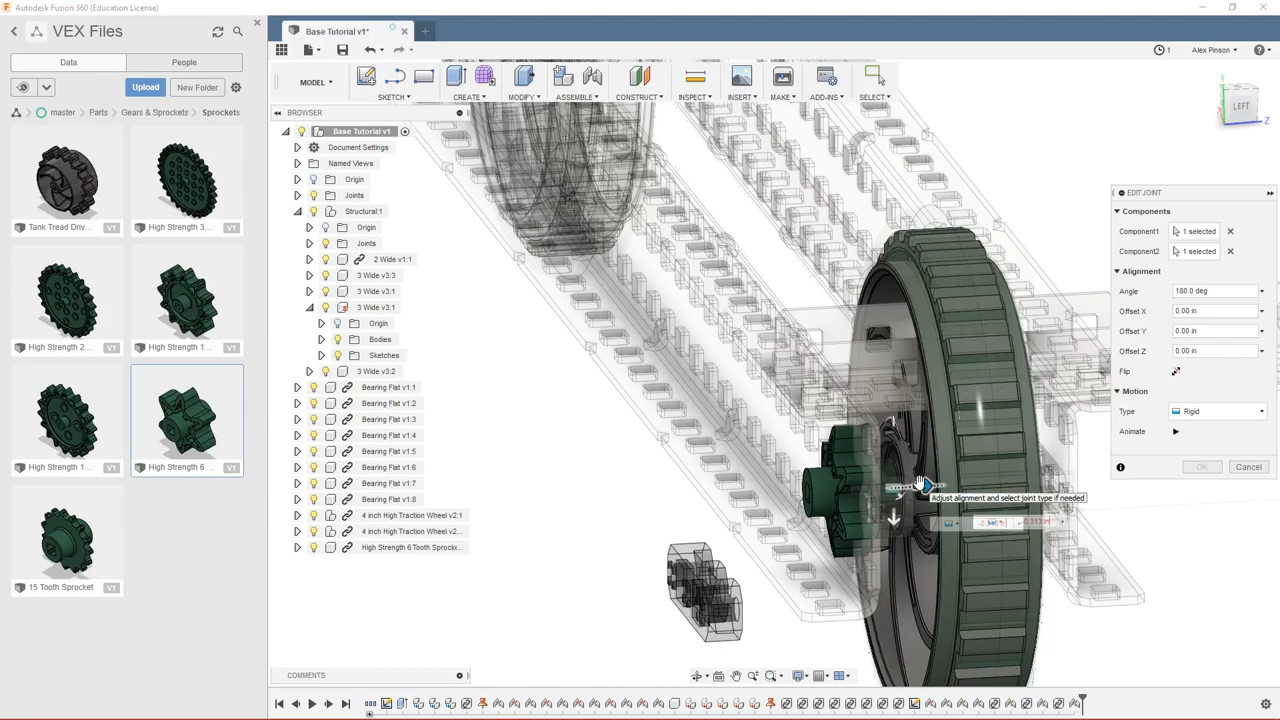 Autodesk Fusion 360 (Education License)
VEX Files
Data
People
Upload
New Folder
master
Parts
Gears & Sprockets
Sprockets
Tank Tread Driv...
V1
High Strength 3...
V1
High Strength 2...
V1
High Strength 1...
V1
High Strength 1...
V1
High Strength 6 ...
V1
15 Tooth Sprocket
V1
Base Tutorial v1*
1
Alex Pinson
MODEL
SKETCH
CREATE
MODIFY
ASSEMBLE
CONSTRUCT
INSPECT
INSERT
MAKE
ADD-INS
SELECT
BROWSER
Base Tutorial v1
Document Settings
Named Views
Origin
Joints
Structural:1
Origin
Joints
2 Wide v1:1
3 Wide v3:3
3 Wide v3:1
3 Wide v3:1
Origin
Bodies
Sketches
3 Wide v3:2
Bearing Flat v1:1
Bearing Flat v1:2
Bearing Flat v1:3
Bearing Flat v1:4
Bearing Flat v1:5
Bearing Flat v1:6
Bearing Flat v1:7
Bearing Flat v1:8
4 inch High Traction Wheel v2:1
4 inch High Traction Wheel v2...
High Strength 6 Tooth Sprocke...
Y
LEFT
Z
EDIT JOINT
Components
Component1
1 selected
Component2
1 selected
Alignment
Angle
180.0 deg
Offset X
0.00 in
Offset Y
0.00 in
Offset Z
0.00 in
Flip
Motion
Type
Rigid
Animate
OK
Cancel
Adjust alignment and select joint type if needed
COMMENTS